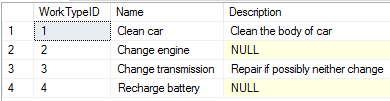 WorkTypeID Name Description
1 1 Clean car Clean the body of car
2 2 Change engine NULL
3 3 Change transmission Repair if possibly neither change
4 4 Recharge battery NULL